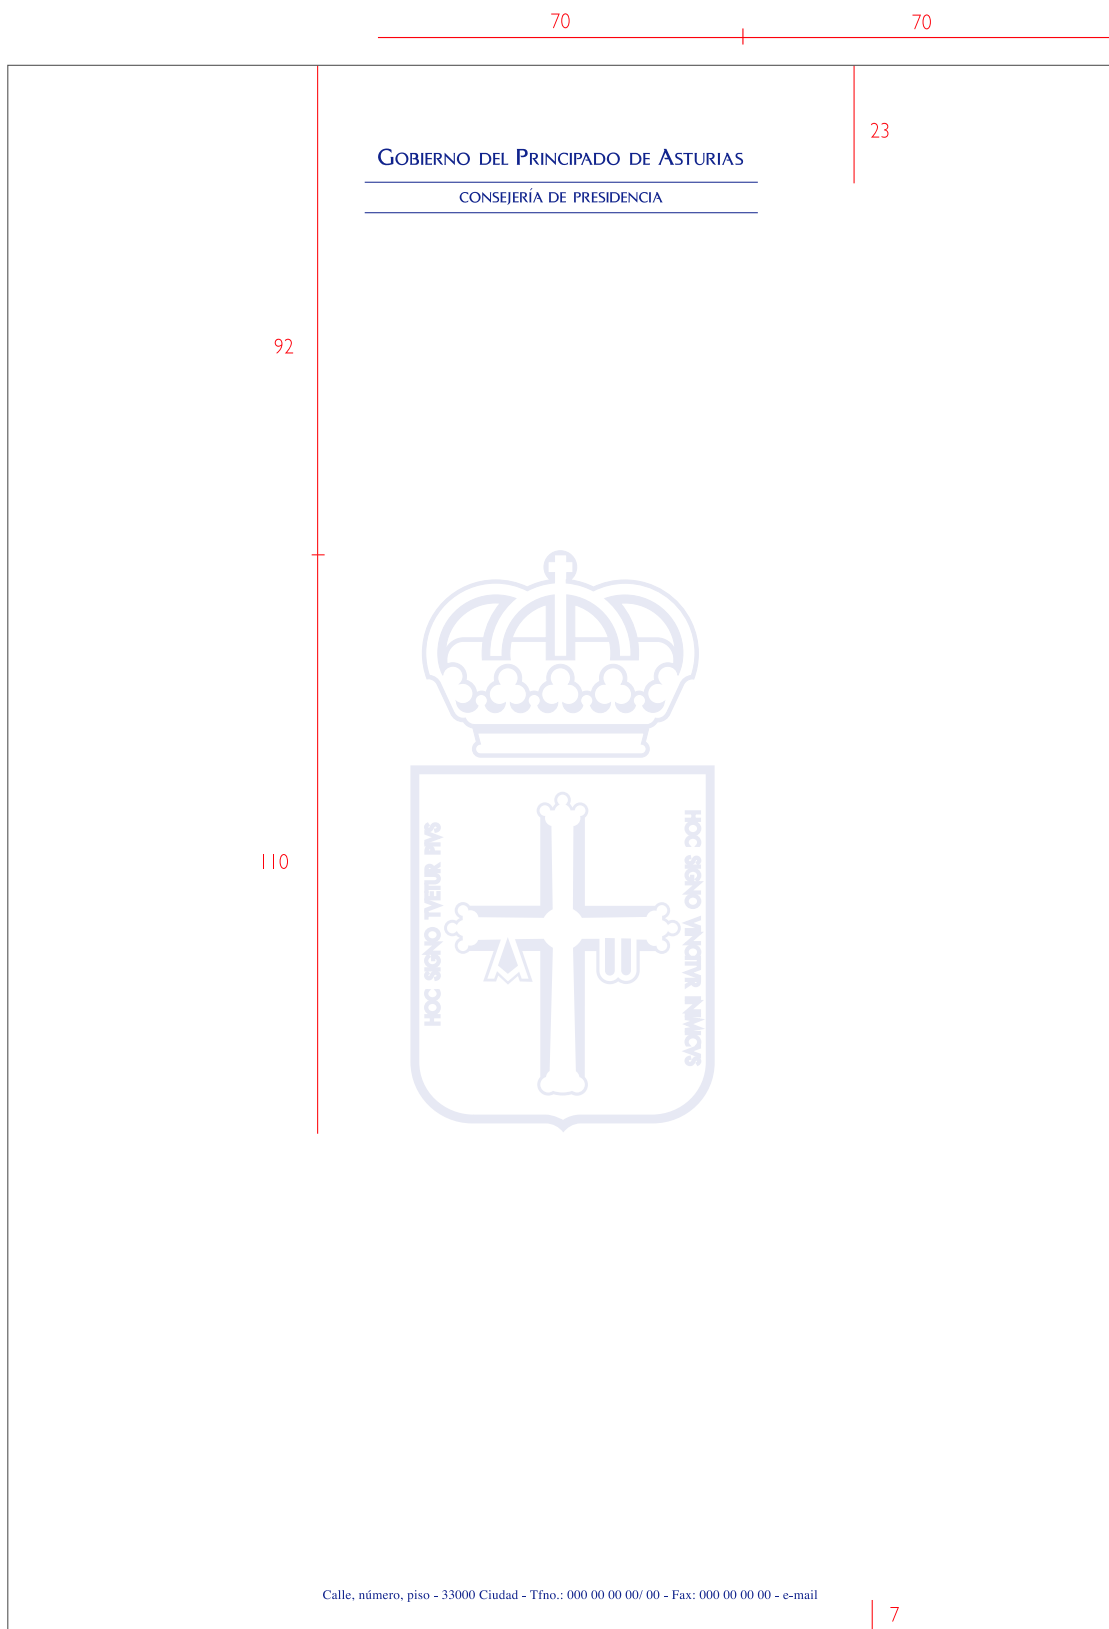 70
70
23
GOBIERNO DEL PRINCIPADO DE ASTURIAS
CONSEJERÍA DE PRESIDENCIA
92
110
HOC SIGNO TVETUR PIVS
HOC SIGNO VINCITVR INIMICVS
Calle, número, piso - 33000 Ciudad - Tfno.: 000 00 00 00/ 00 - Fax: 000 00 00 00 - e-mail
7